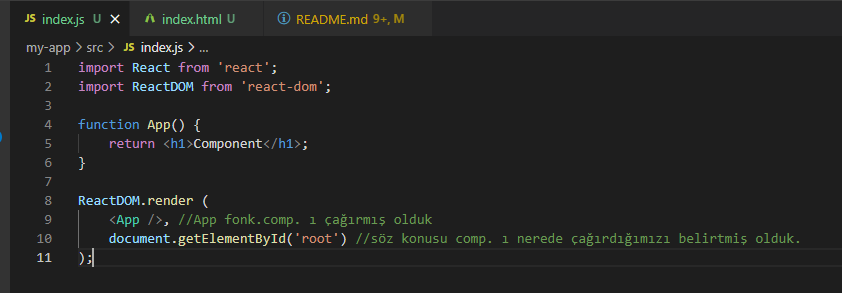 JS index.js U × index.html U README.md 9+, M
my-app > src > JS index.js > ...
1 import React from 'react';
2 import ReactDOM from 'react-dom';
3
4 function App() {
5 return <h1>Component</h1>;
6 }
7
8 ReactDOM.render (
9 <App />, //App fonk.comp. ı çağırmış olduk
10 document.getElementById('root') //söz konusu comp. ı nerede çağırdığımızı belirtmiş olduk.
11 );